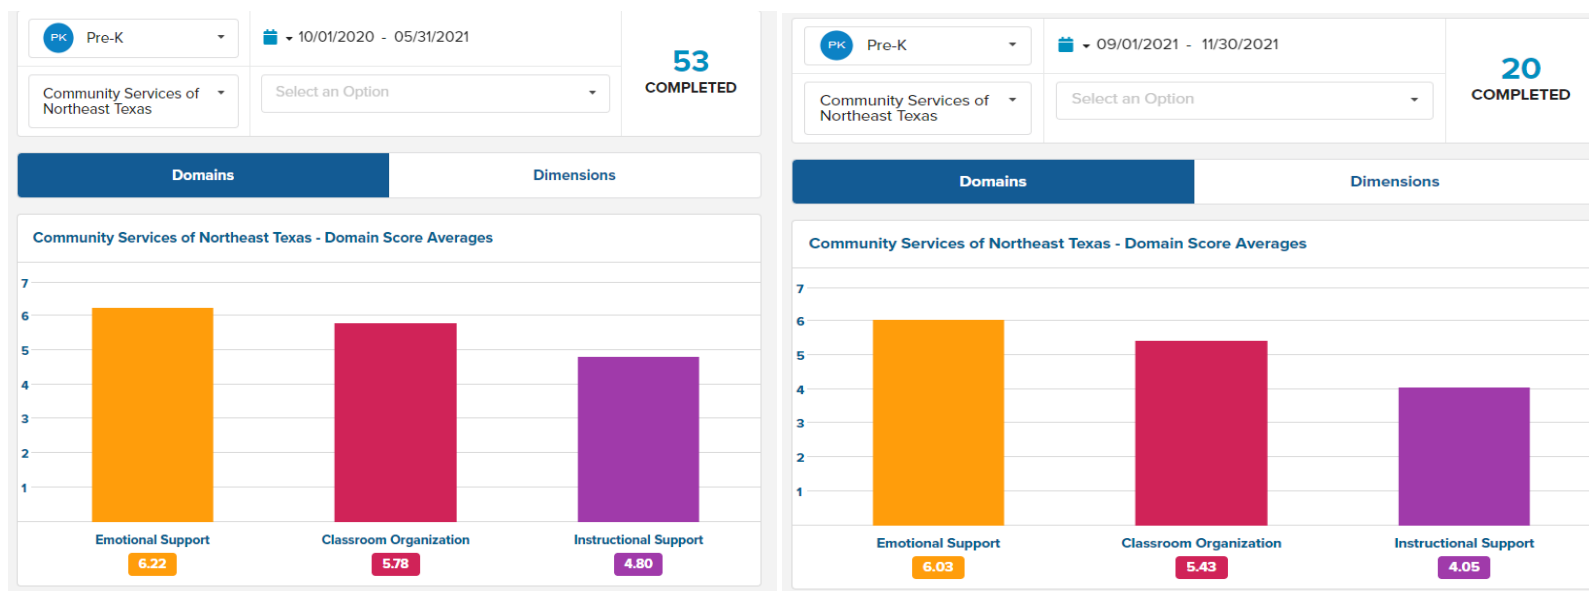 PK Pre-K
10/01/2020 - 05/31/2021
53
COMPLETED
Community Services of
Northeast Texas
Select an Option
Domains
Dimensions
Community Services of Northeast Texas - Domain Score Averages
7
6
5
4
3
2
1
Emotional Support
Classroom Organization
Instructional Support
6.22
5.78
4.80
PK Pre-K
09/01/2021 - 11/30/2021
20
COMPLETED
Community Services of
Northeast Texas
Select an Option
Domains
Dimensions
Community Services of Northeast Texas - Domain Score Averages
7
6
5
4
3
2
1
Emotional Support
Classroom Organization
Instructional Support
6.03
5.43
4.05